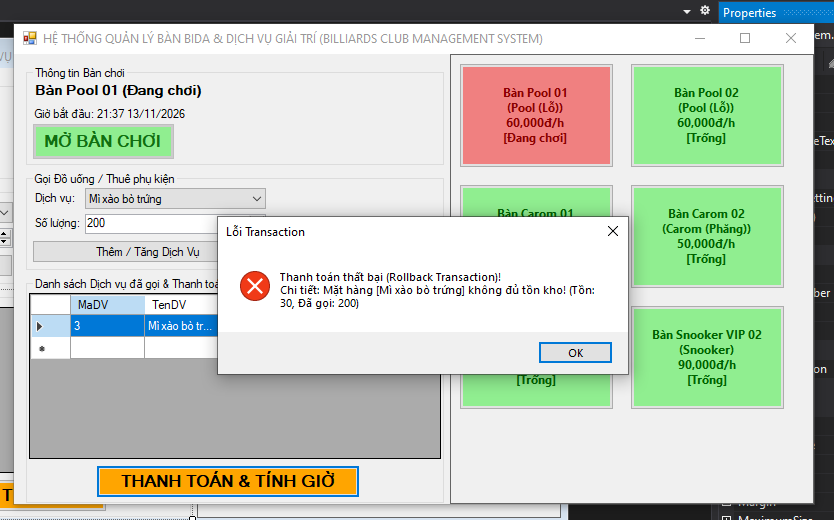 Properties
HỆ THỐNG QUẢN LÝ BÀN BIDA & DỊCH VỤ GIẢI TRÍ (BILLIARDS CLUB MANAGEMENT SYSTEM)
Thông tin Bàn chơi
Bàn Pool 01 (Đang chơi)
Giờ bắt đầu: 21:37 13/11/2026
MỞ BÀN CHƠI
Gọi Đồ uống / Thuê phụ kiện
Dịch vụ:
Mì xào bò trứng
Số lượng:
200
Thêm / Tăng Dịch Vụ
Danh sách Dịch vụ đã gọi & Thanh toá
MaDV
TenDV
3
Mì xào bò tr...
THANH TOÁN & TÍNH GIỜ
Bàn Pool 01
(Pool (Lỗ))
60,000đ/h
[Đang chơi]
Bàn Pool 02
(Pool (Lỗ))
60,000đ/h
[Trống]
Bàn Carom 01
Bàn Carom 02
(Carom (Phẳng))
50,000đ/h
[Trống]
[Trống]
Bàn Snooker VIP 02
(Snooker)
90,000đ/h
[Trống]
Lỗi Transaction
Thanh toán thất bại (Rollback Transaction)!
Chi tiết: Mặt hàng [Mì xào bò trứng] không đủ tồn kho! (Tồn:
30, Đã gọi: 200)
OK